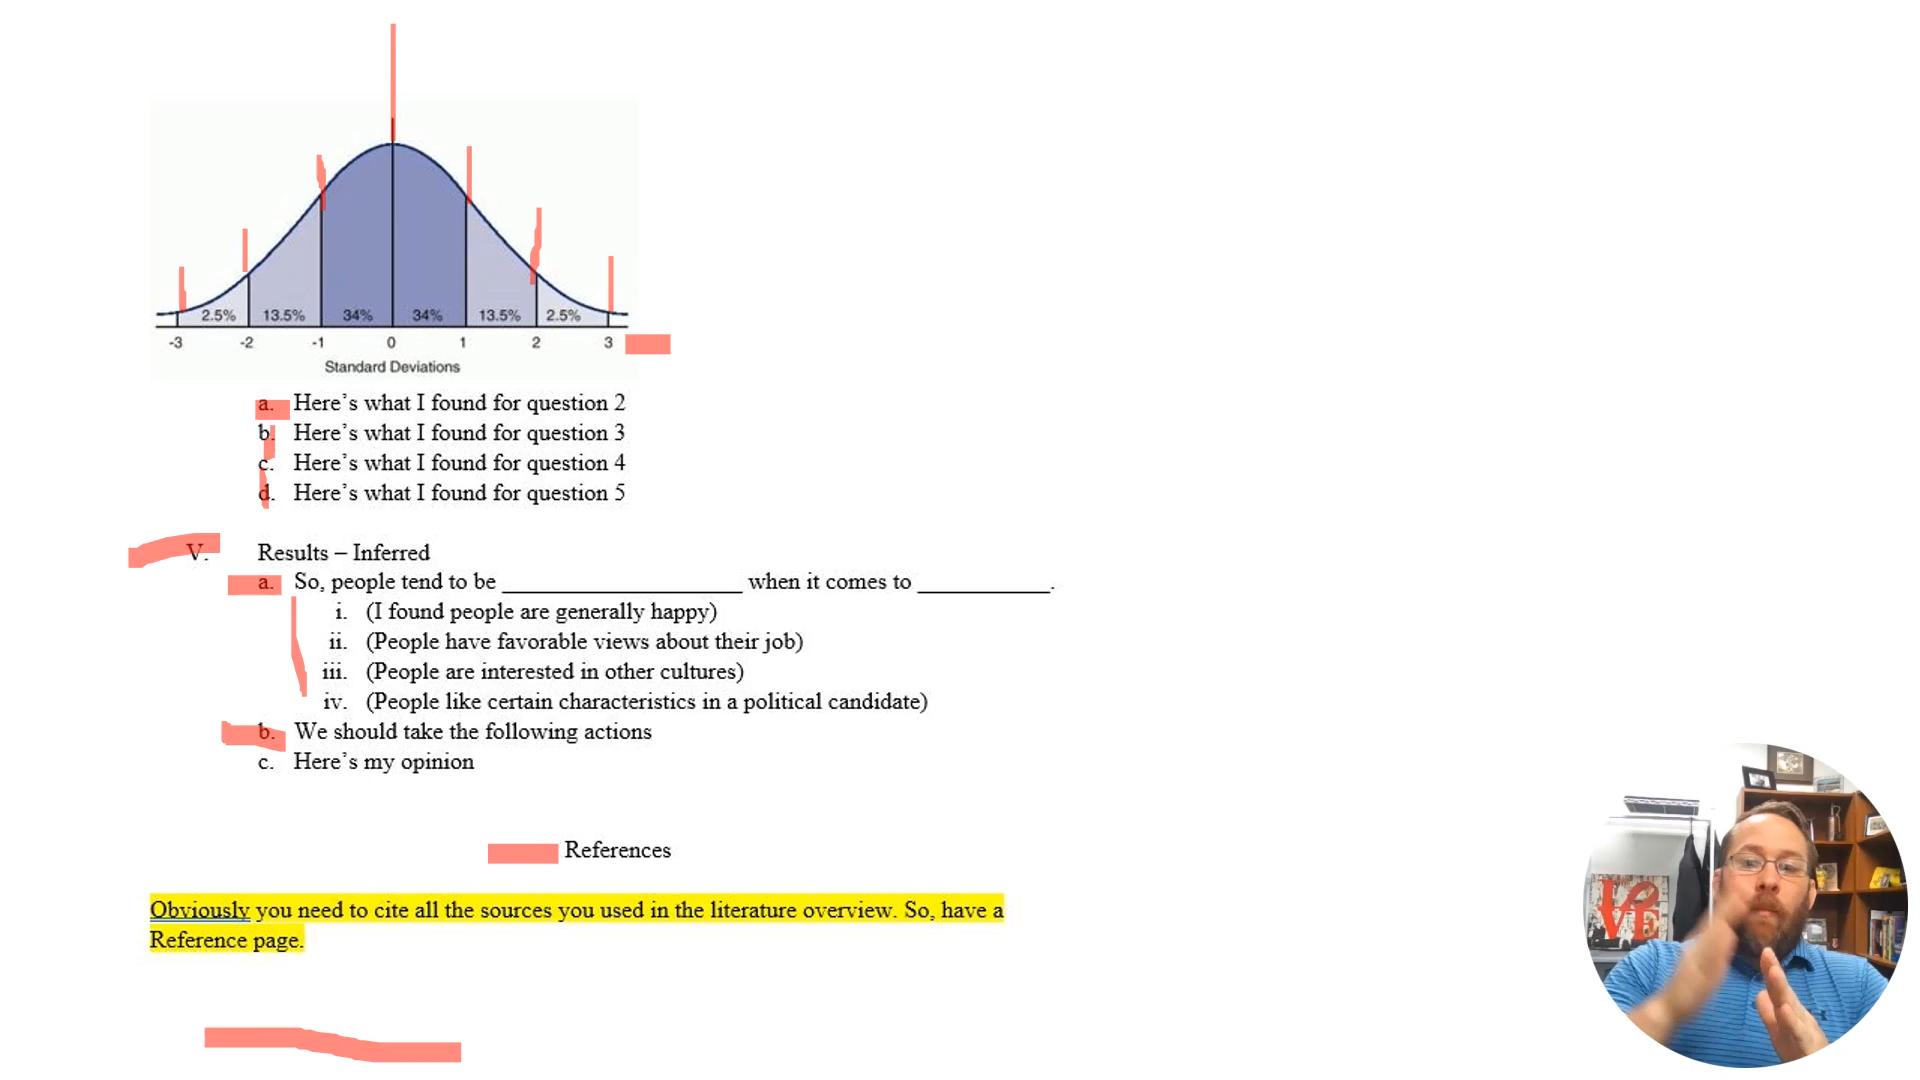 2.5% 13.5% 34% 34% 13.5% 2.5%
-3 -2 -1 0 1 2 3
Standard Deviations
a. Here’s what I found for question 2
b. Here’s what I found for question 3
c. Here’s what I found for question 4
d. Here’s what I found for question 5
V. Results – Inferred
a. So, people tend to be ____________________ when it comes to ___________.
i. (I found people are generally happy)
ii. (People have favorable views about their job)
iii. (People are interested in other cultures)
iv. (People like certain characteristics in a political candidate)
b. We should take the following actions
c. Here’s my opinion
References
Obviously you need to cite all the sources you used in the literature overview. So, have a
Reference page.
LOVE